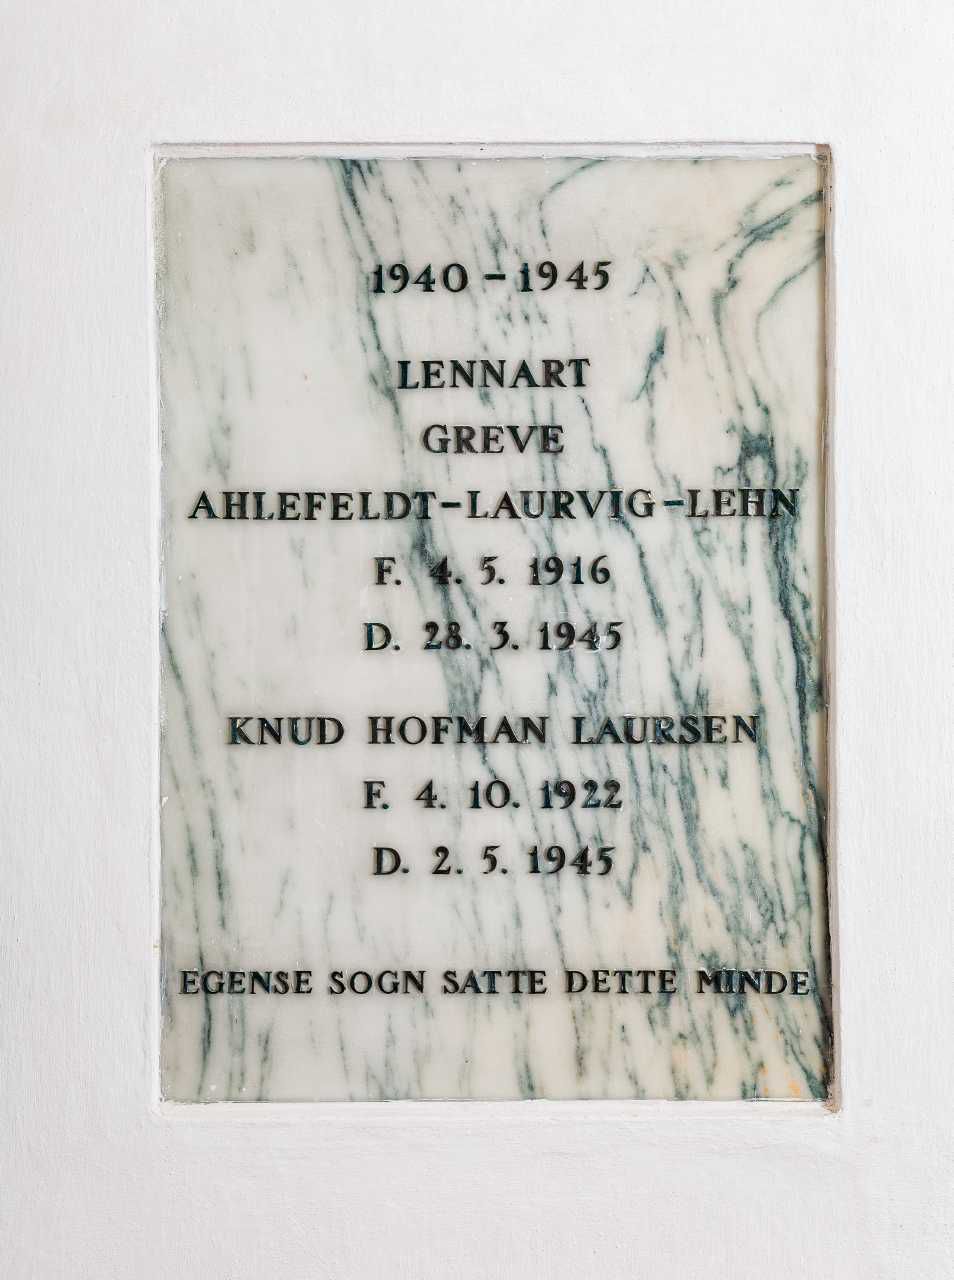 1940 – 1945
LENNART
GREVE
AHLEFELDT-LAURVIG-LEHN
F. 4. 5. 1916
D. 28. 3. 1945
KNUD HOFMAN LAURSEN
F. 4. 10. 1922
D. 2. 5. 1945
EGENSE SOGN SATTE DETTE MINDE